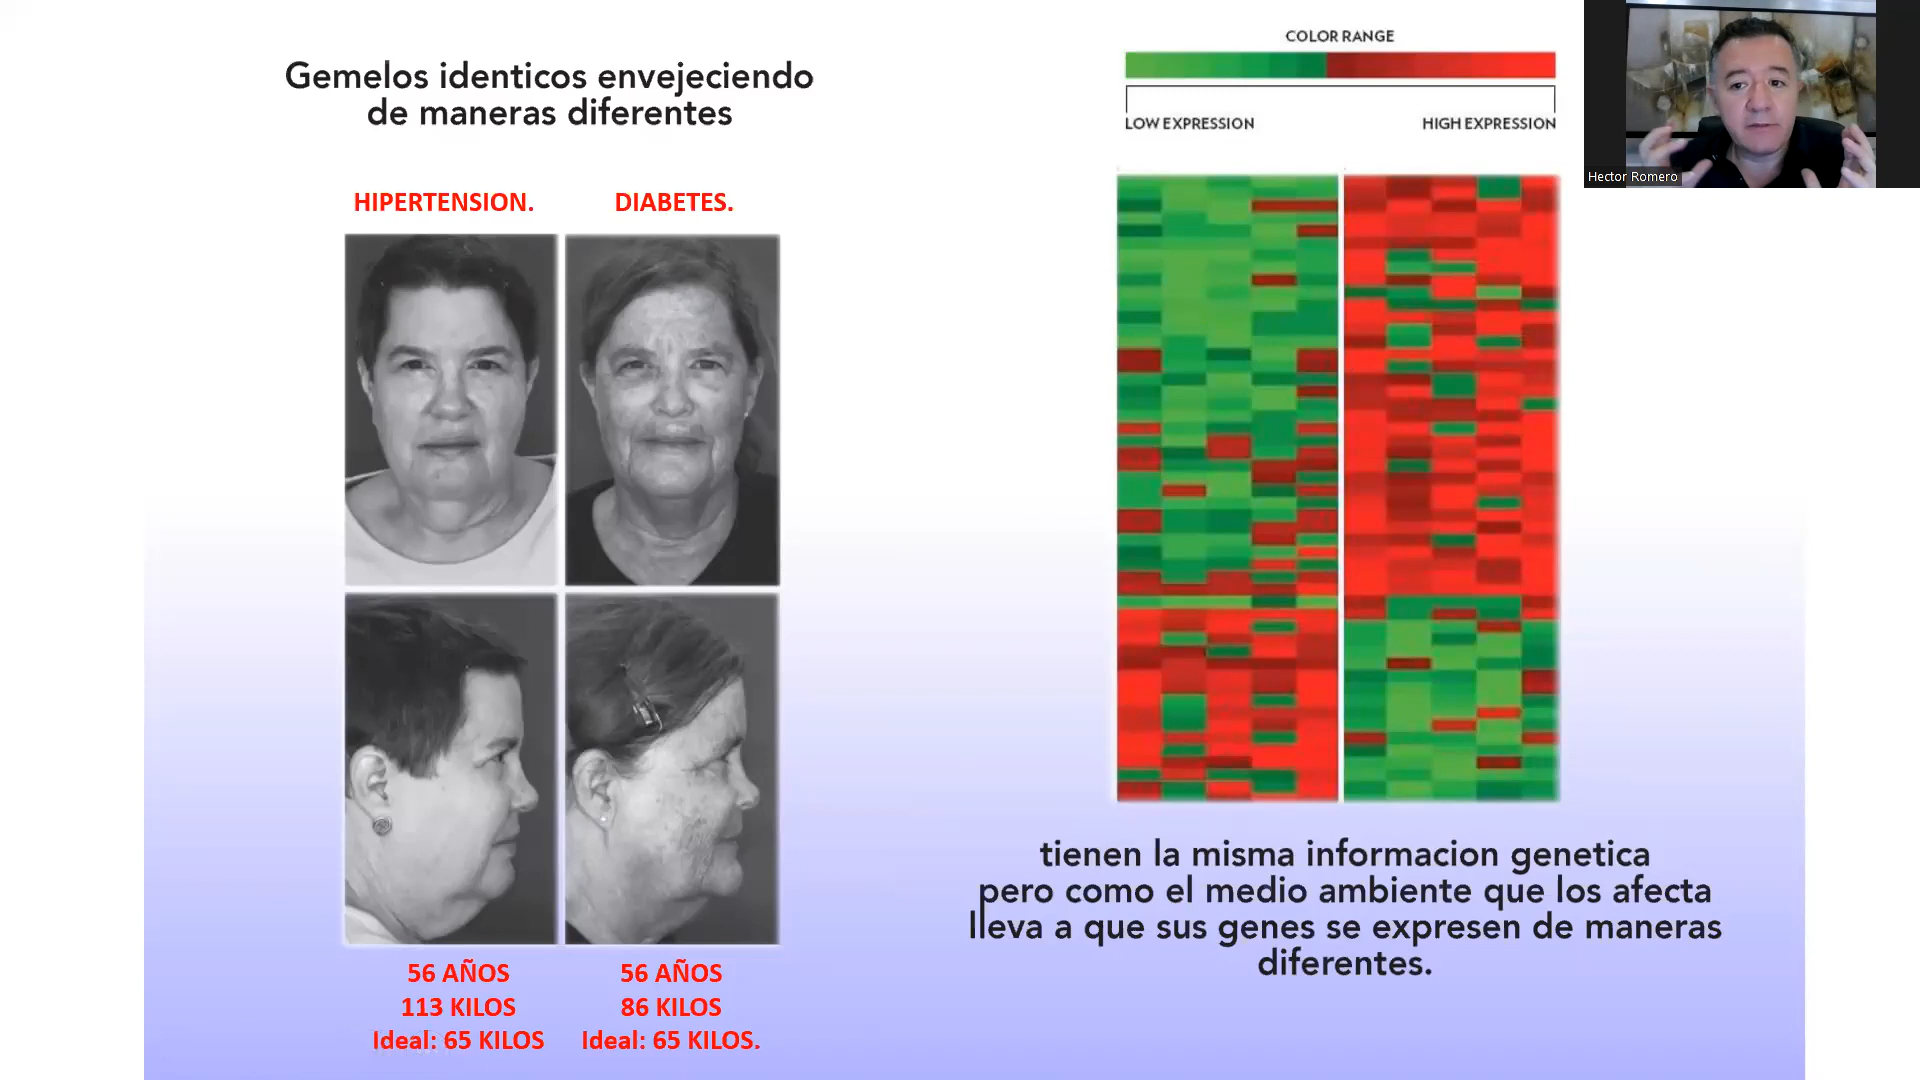 Gemelos identicos envejeciendo
de maneras diferentes
HIPERTENSION.
DIABETES.
56 AÑOS
113 KILOS
Ideal: 65 KILOS
56 AÑOS
86 KILOS
Ideal: 65 KILOS.
COLOR RANGE
LOW EXPRESSION
HIGH EXPRESSION
tienen la misma informacion genetica
pero como el medio ambiente que los afecta
lleva a que sus genes se expresen de maneras
diferentes.
Hector Romero